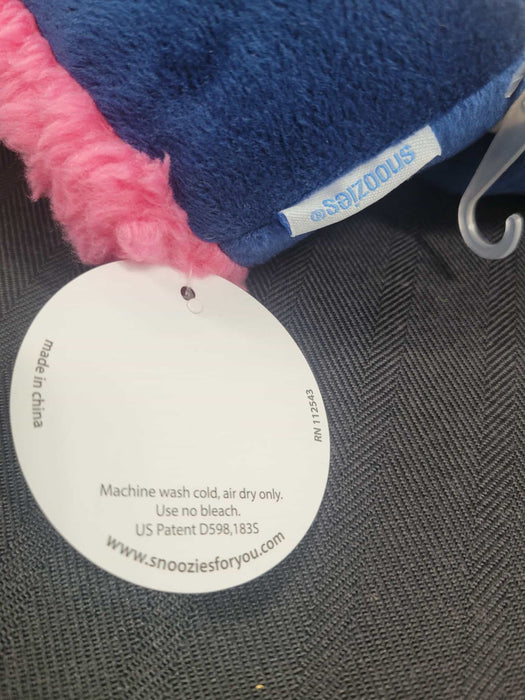 snoozies®
made in china
RN 112543
Machine wash cold, air dry only.
Use no bleach.
US Patent D598,183S
www.snooziesforyou.com